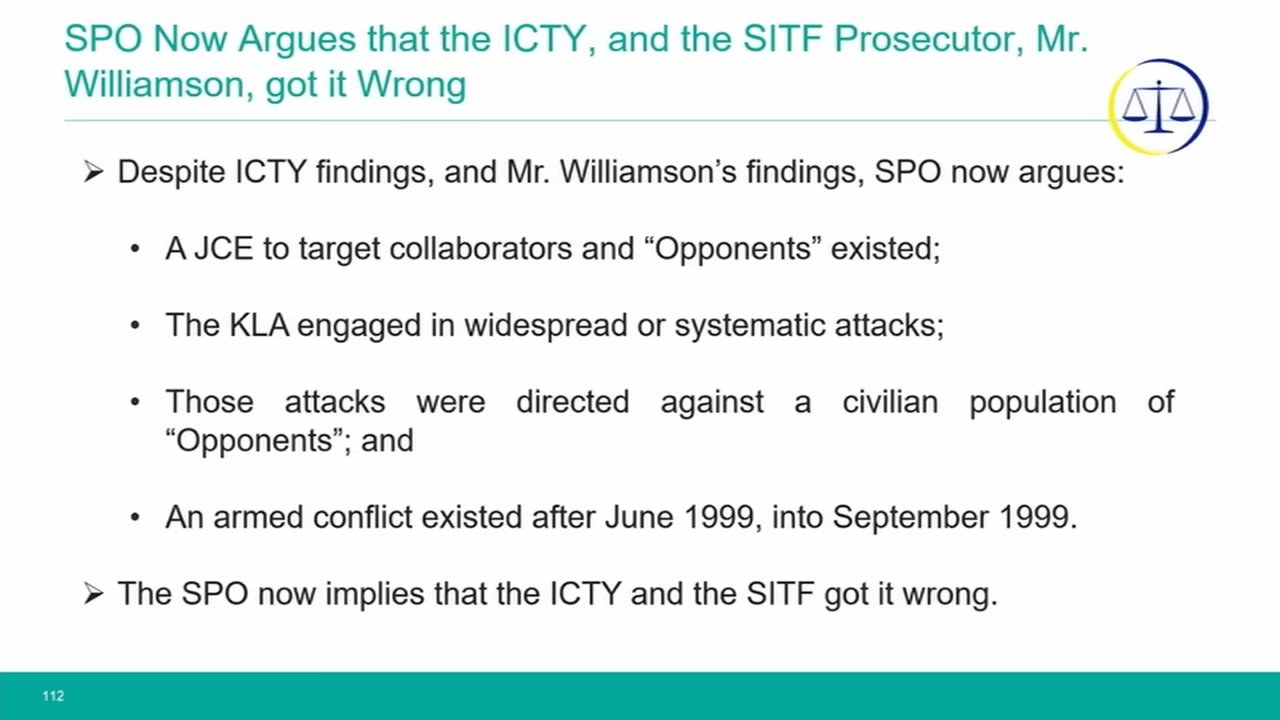 SPO Now Argues that the ICTY, and the SITF Prosecutor, Mr.
Williamson, got it Wrong
➢ Despite ICTY findings, and Mr. Williamson’s findings, SPO now argues:
• A JCE to target collaborators and “Opponents” existed;
• The KLA engaged in widespread or systematic attacks;
• Those attacks were directed against a civilian population of
“Opponents”; and
• An armed conflict existed after June 1999, into September 1999.
➢ The SPO now implies that the ICTY and the SITF got it wrong.
112